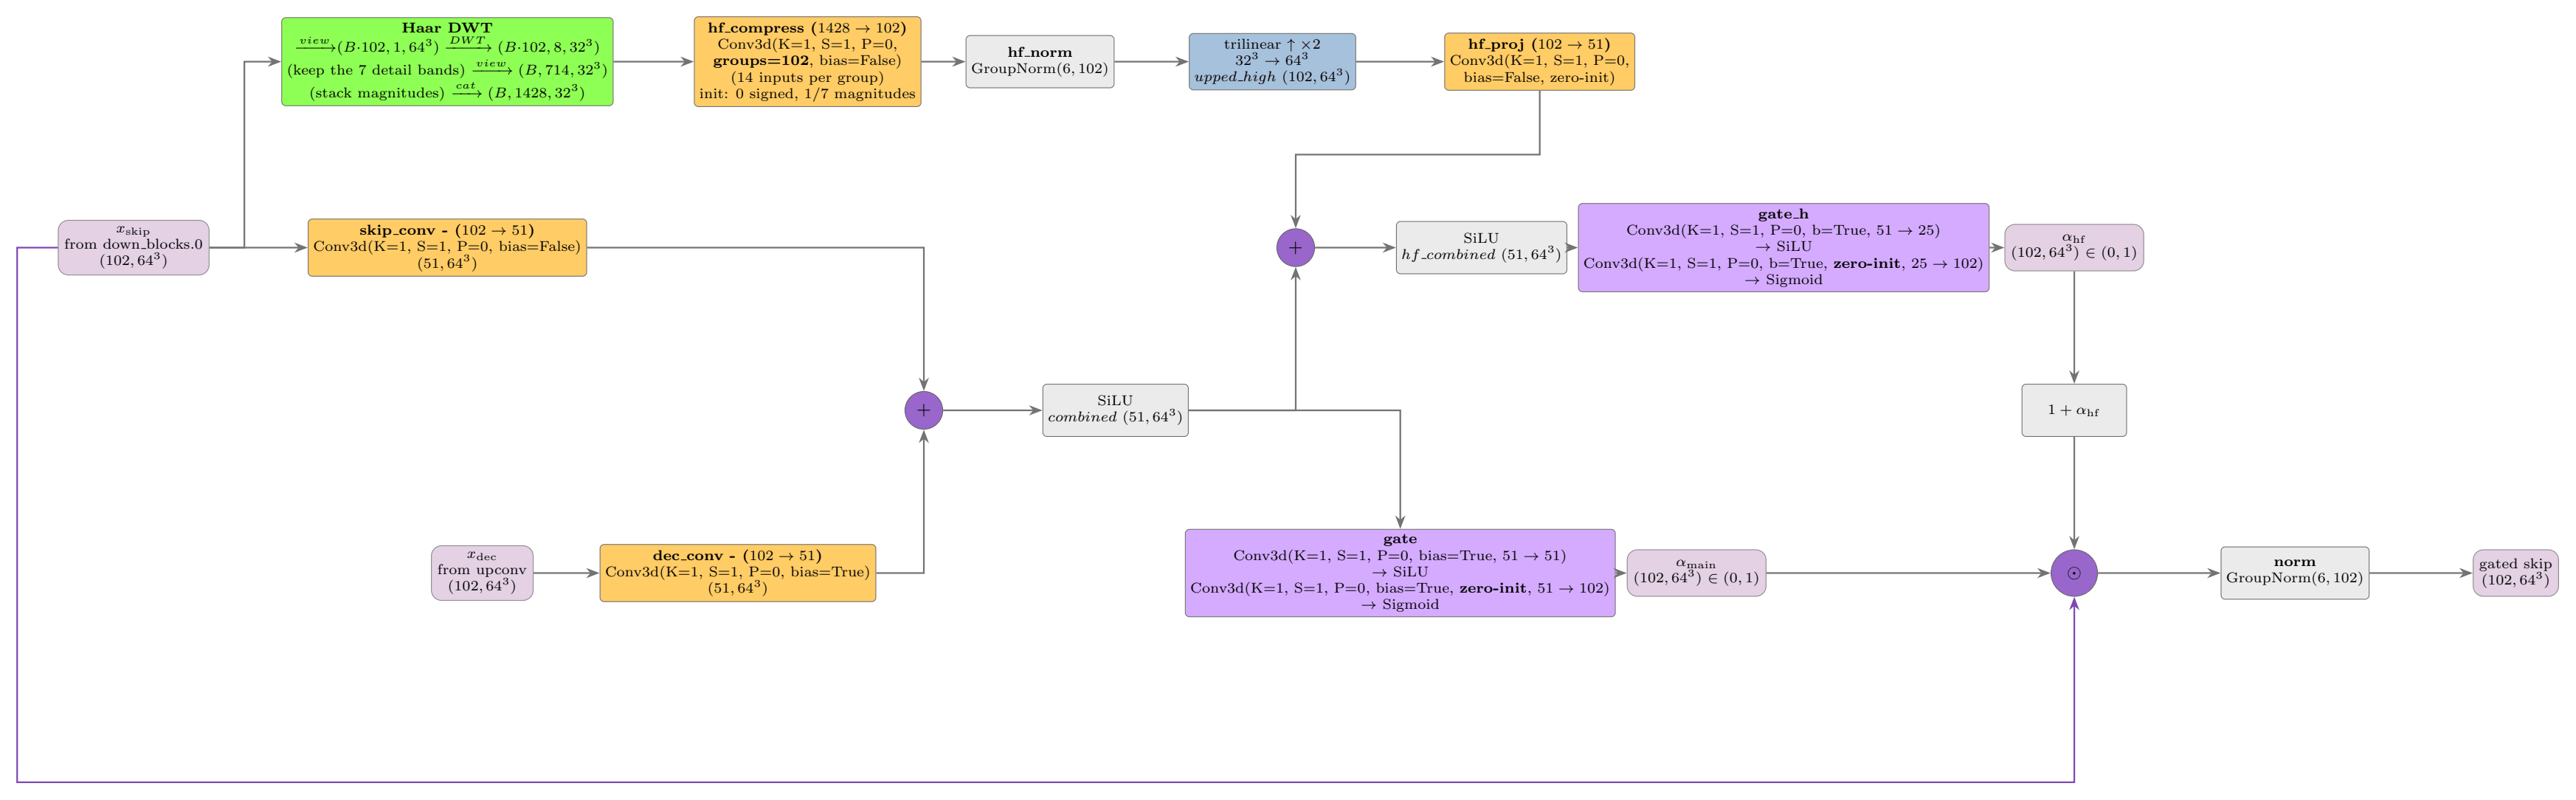 Haar DWT
view⟶(B·102, 1, 64³) DWT⟶ (B·102, 8, 32³)
(keep the 7 detail bands) view⟶ (B, 714, 32³)
(stack magnitudes) cat⟶ (B, 1428, 32³)
hf_compress (1428 → 102)
Conv3d(K=1, S=1, P=0,
groups=102, bias=False)
(14 inputs per group)
init: 0 signed, 1/7 magnitudes
hf_norm
GroupNorm(6, 102)
trilinear ↑ ×2
32³ → 64³
upped_high (102, 64³)
hf_proj (102 → 51)
Conv3d(K=1, S=1, P=0,
bias=False, zero-init)
x_skip
from down_blocks.0
(102, 64³)
skip_conv - (102 → 51)
Conv3d(K=1, S=1, P=0, bias=False)
(51, 64³)
+
SiLU
hf_combined (51, 64³)
gate_h
Conv3d(K=1, S=1, P=0, b=True, 51 → 25)
→ SiLU
Conv3d(K=1, S=1, P=0, b=True, zero-init, 25 → 102)
→ Sigmoid
α_hf
(102, 64³) ∈ (0, 1)
+
SiLU
combined (51, 64³)
1 + α_hf
x_dec
from upconv
(102, 64³)
dec_conv - (102 → 51)
Conv3d(K=1, S=1, P=0, bias=True)
(51, 64³)
gate
Conv3d(K=1, S=1, P=0, bias=True, 51 → 51)
→ SiLU
Conv3d(K=1, S=1, P=0, bias=True, zero-init, 51 → 102)
→ Sigmoid
α_main
(102, 64³) ∈ (0, 1)
⊙
norm
GroupNorm(6, 102)
gated skip
(102, 64³)